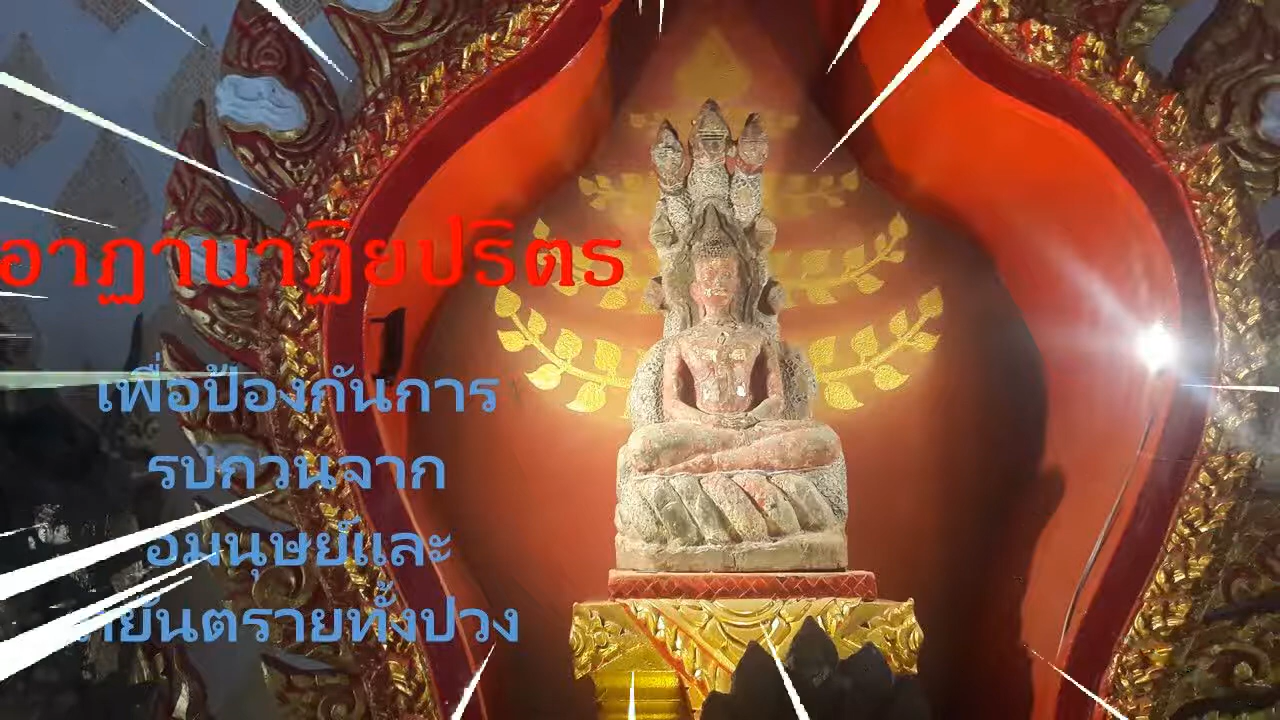 อาฏานาฏิยปริตร
เพื่อป้องกันการ
รบกวนจาก
อมนุษย์และ
ภยันตรายทั้งปวง